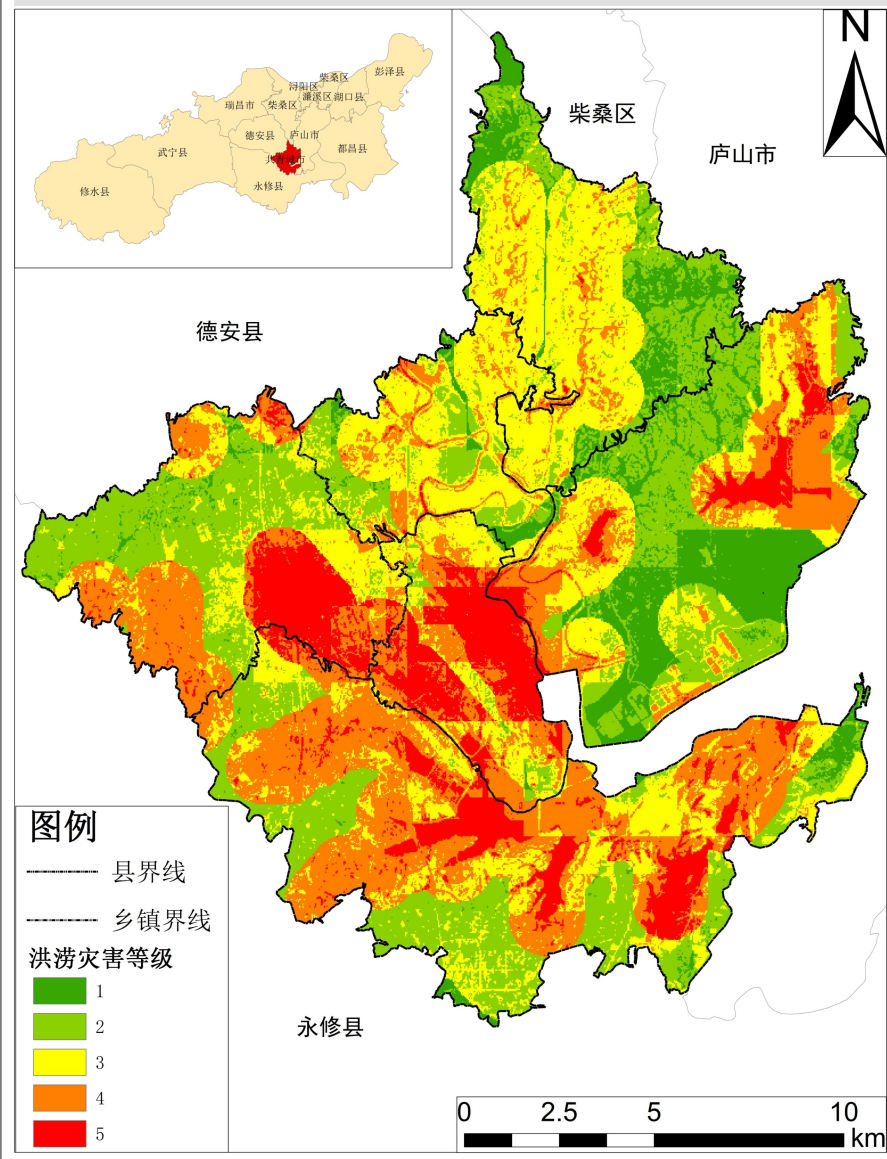 彭泽县
柴桑区
浔阳区
濂溪区
湖口县
瑞昌市
柴桑区
德安县
庐山市
都昌县
武宁县
修水县
永修县
N
柴桑区
庐山市
德安县
永修县
图例
县界线
乡镇界线
洪涝灾害等级
1
2
3
4
5
0 2.5 5 10
km